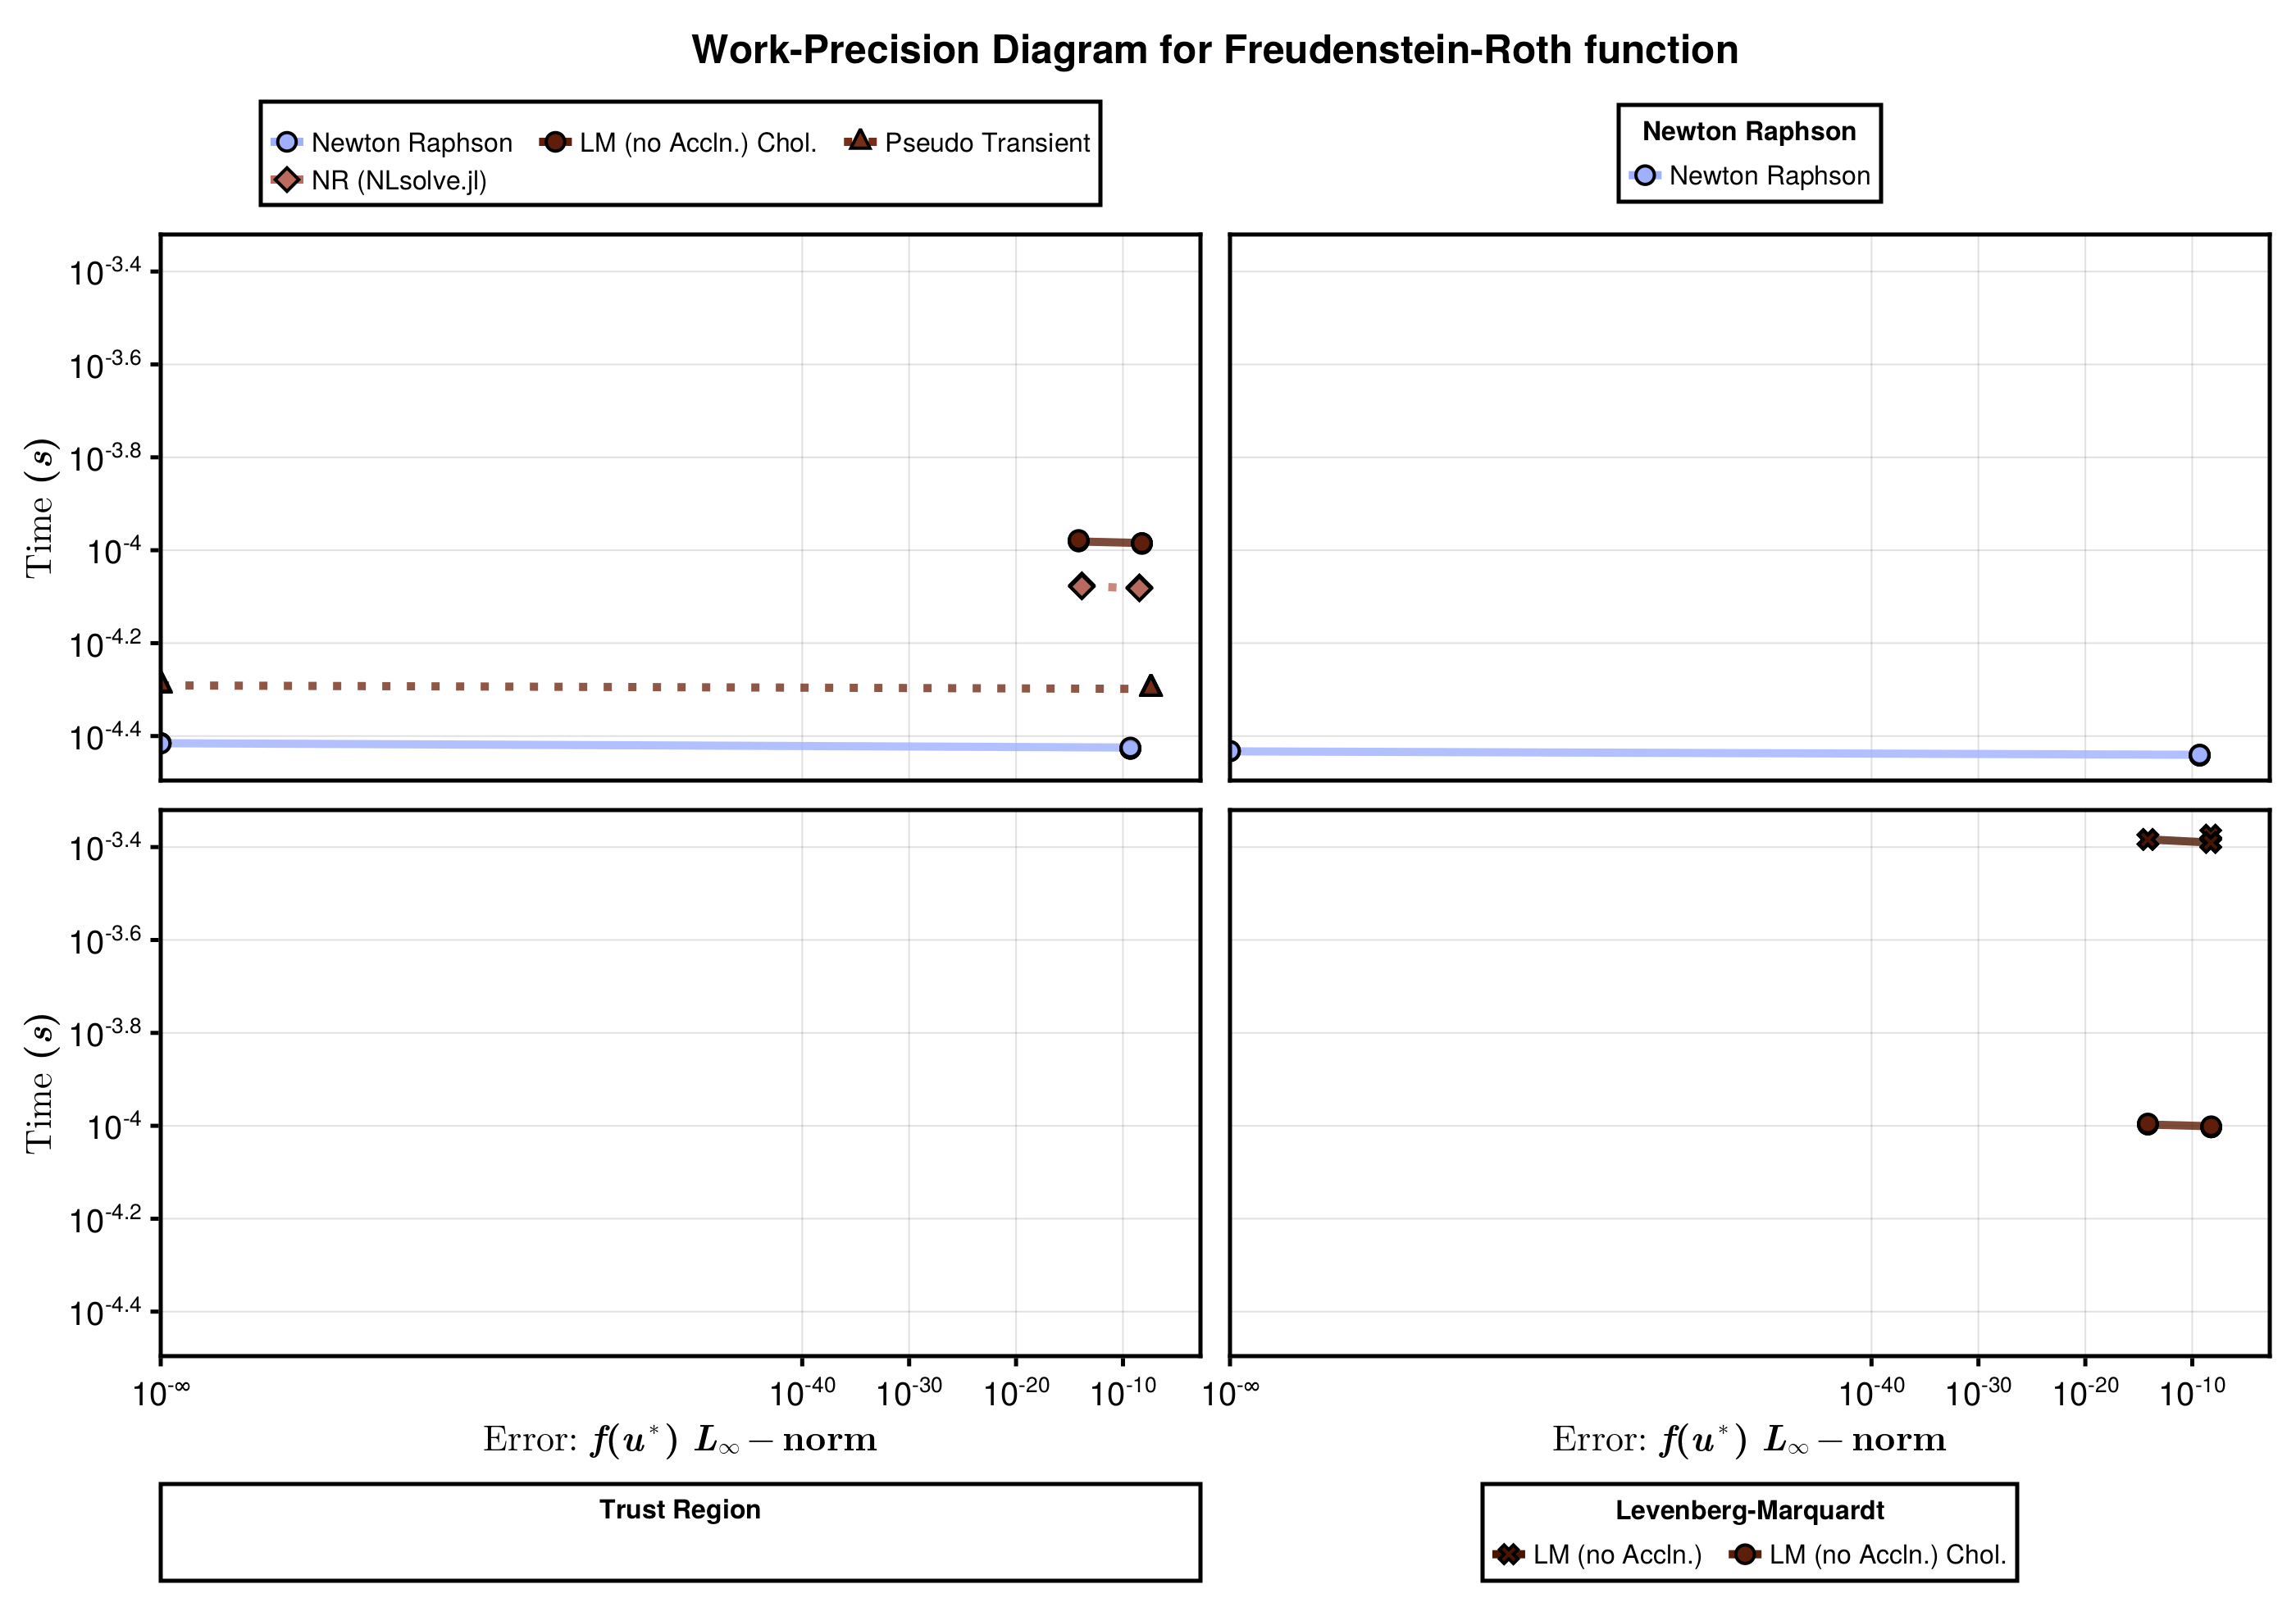 Work-Precision Diagram for Freudenstein-Roth function
Newton Raphson LM (no Accln.) Chol. Pseudo Transient
NR (NLsolve.jl)
Newton Raphson
Newton Raphson
Time (s)
10^-3.4
10^-3.6
10^-3.8
10^-4
10^-4.2
10^-4.4
Time (s)
10^-3.4
10^-3.6
10^-3.8
10^-4
10^-4.2
10^-4.4
10^-∞ 10^-40 10^-30 10^-20 10^-10
10^-∞ 10^-40 10^-30 10^-20 10^-10
Error: f(u*) L∞ − norm
Error: f(u*) L∞ − norm
Trust Region
Levenberg-Marquardt
LM (no Accln.) LM (no Accln.) Chol.